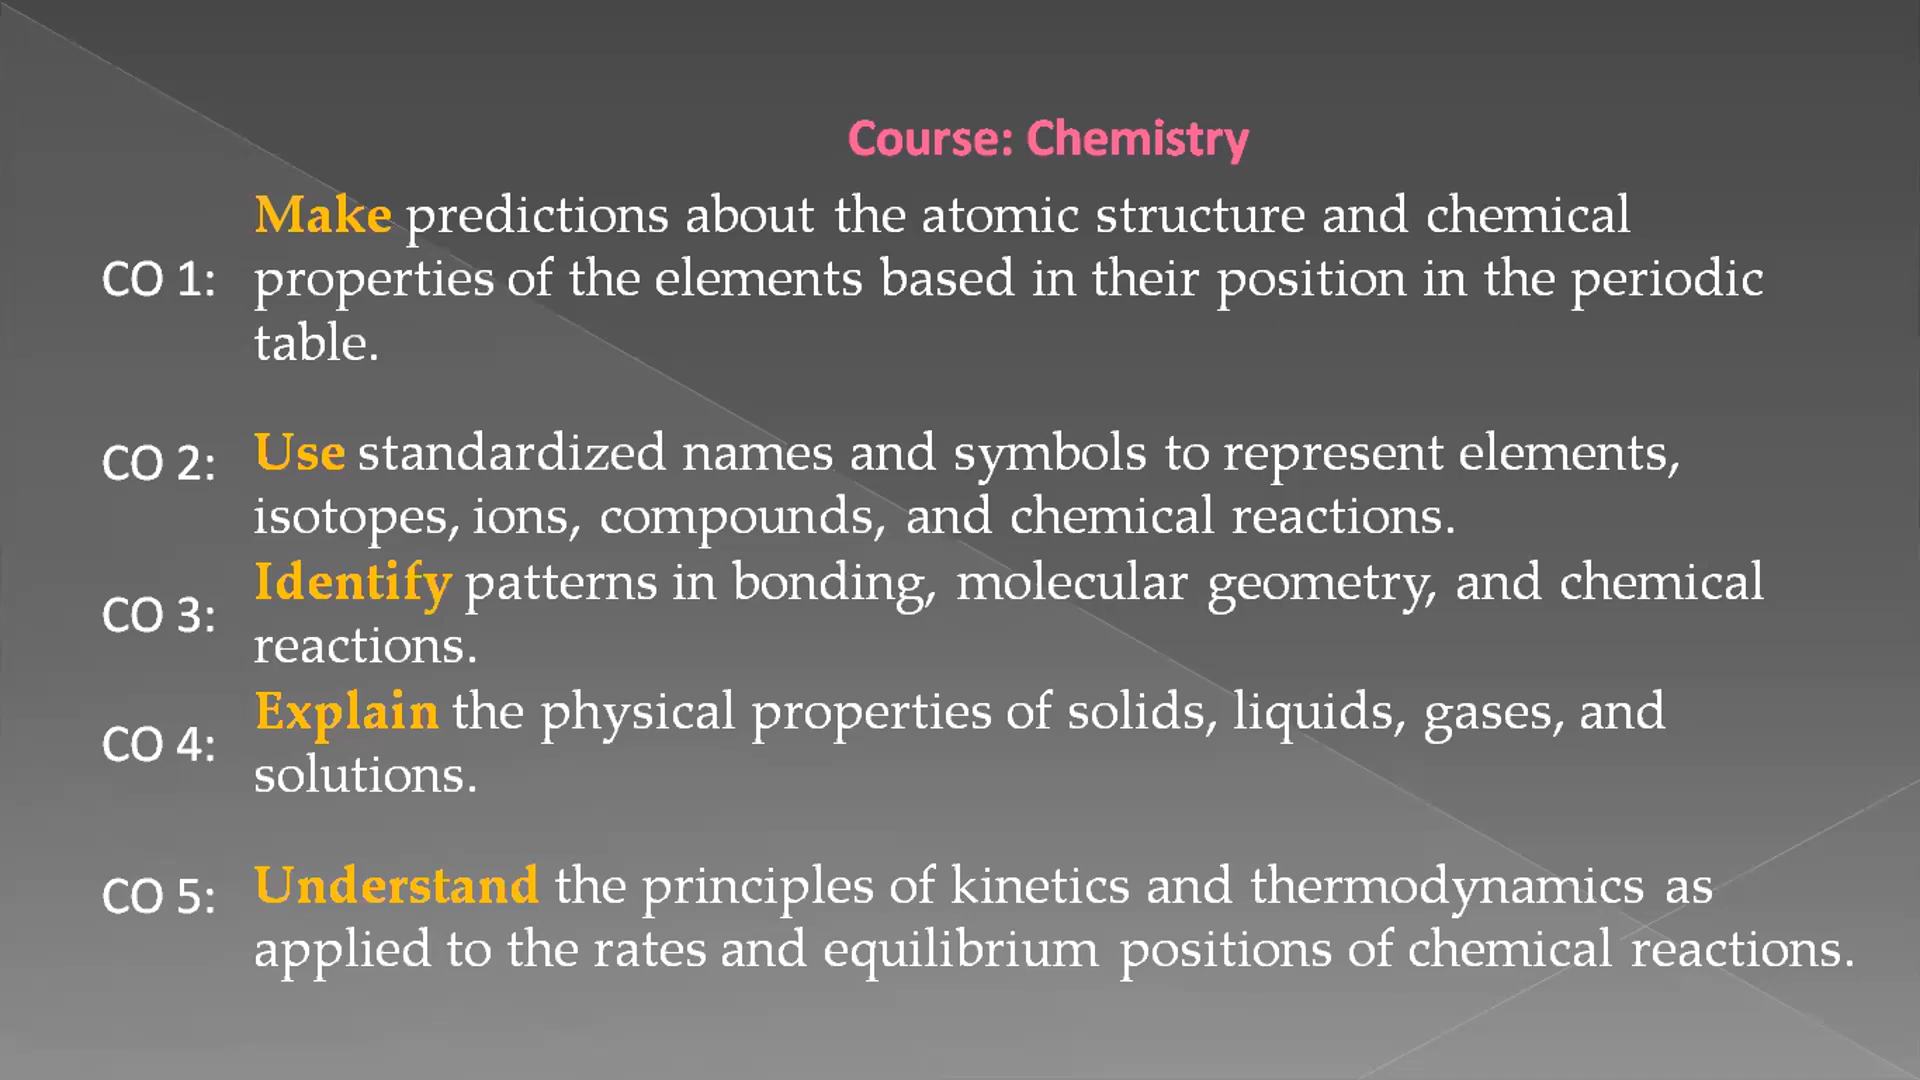 Course: Chemistry
Make predictions about the atomic structure and chemical
CO 1: properties of the elements based in their position in the periodic
table.
CO 2: Use standardized names and symbols to represent elements,
isotopes, ions, compounds, and chemical reactions.
CO 3: Identify patterns in bonding, molecular geometry, and chemical
reactions.
CO 4: Explain the physical properties of solids, liquids, gases, and
solutions.
CO 5: Understand the principles of kinetics and thermodynamics as
applied to the rates and equilibrium positions of chemical reactions.